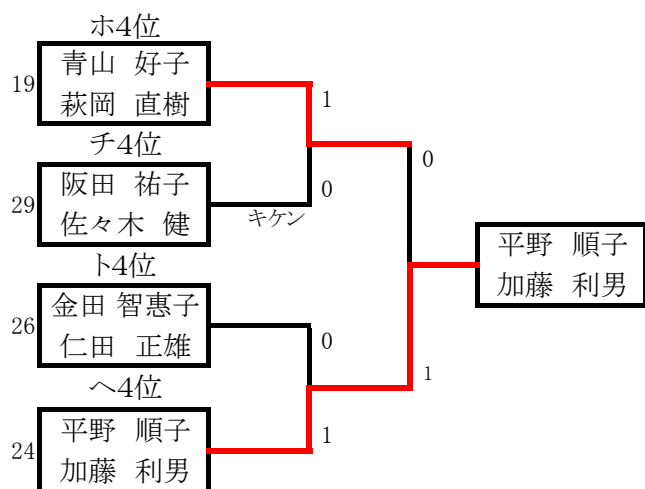 ホ4位
19
青山 好子
萩岡 直樹
1
チ4位
0
29
阪田 祐子
佐々木 健
0
キケン
平野 順子
加藤 利男
ト4位
26
金田 智惠子
仁田 正雄
0
1
ヘ4位
24
平野 順子
加藤 利男
1